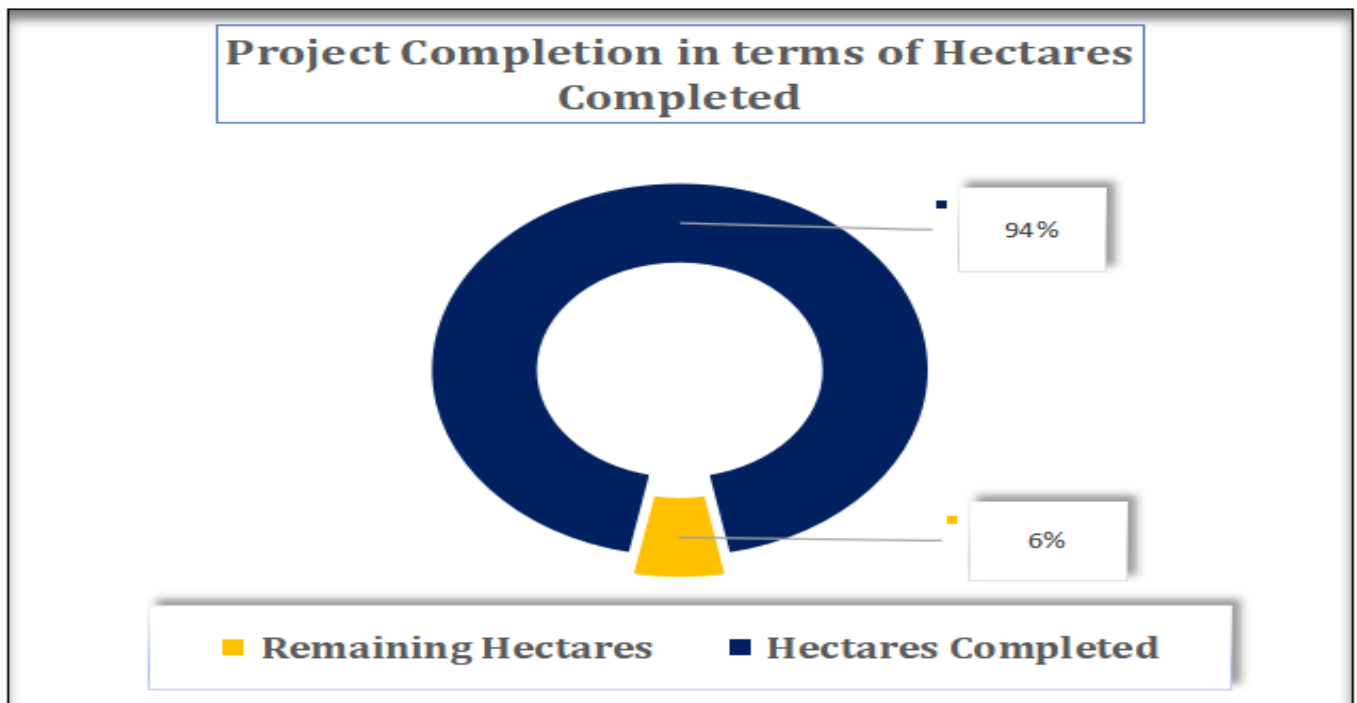 Project Completion in terms of Hectares
Completed
94%
6%
Remaining Hectares
Hectares Completed